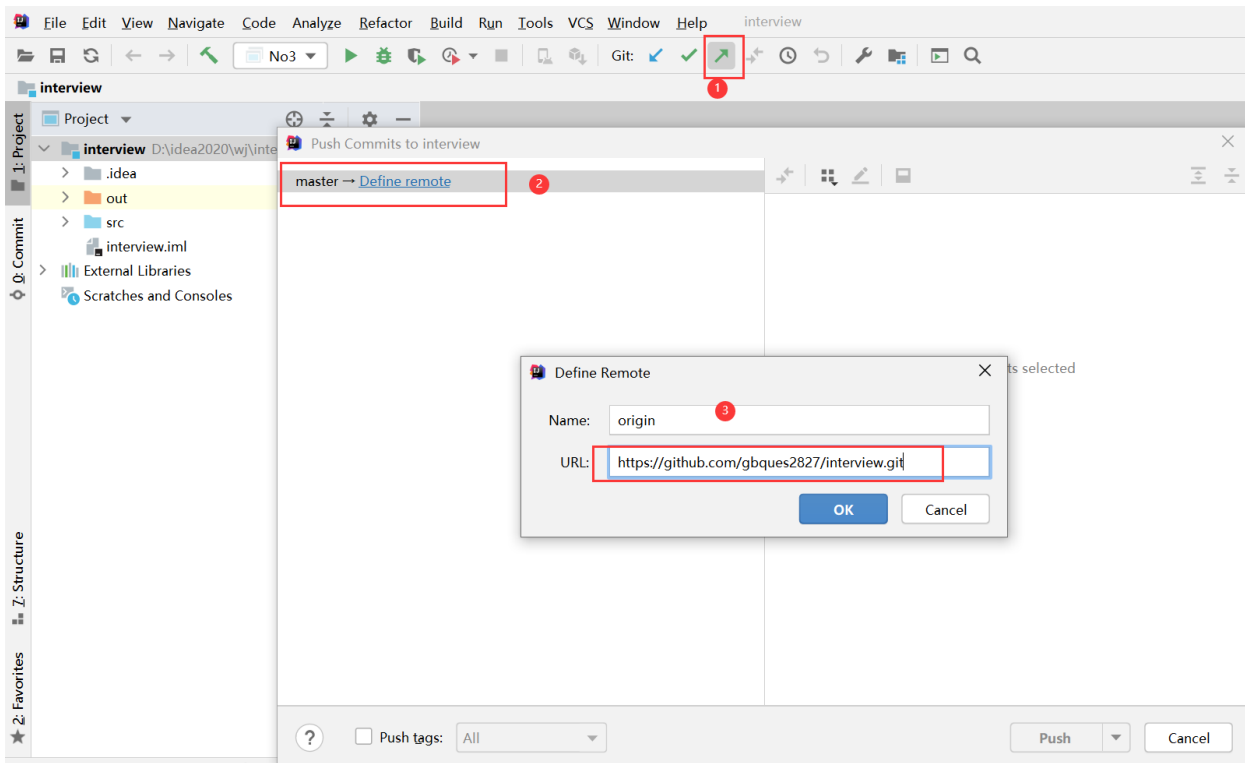 File Edit View Navigate Code Analyze Refactor Build Run Tools VCS Window Help interview
No3 Git:
1
interview
Project
1: Project
0: Commit
7: Structure
2: Favorites
interview D:\idea2020\wj\inte
.idea
out
src
interview.iml
External Libraries
Scratches and Consoles
Push Commits to interview
master → Define remote
2
ts selected
Define Remote
3
Name: origin
URL: https://github.com/gbques2827/interview.git
OK Cancel
? Push tags: All Push Cancel